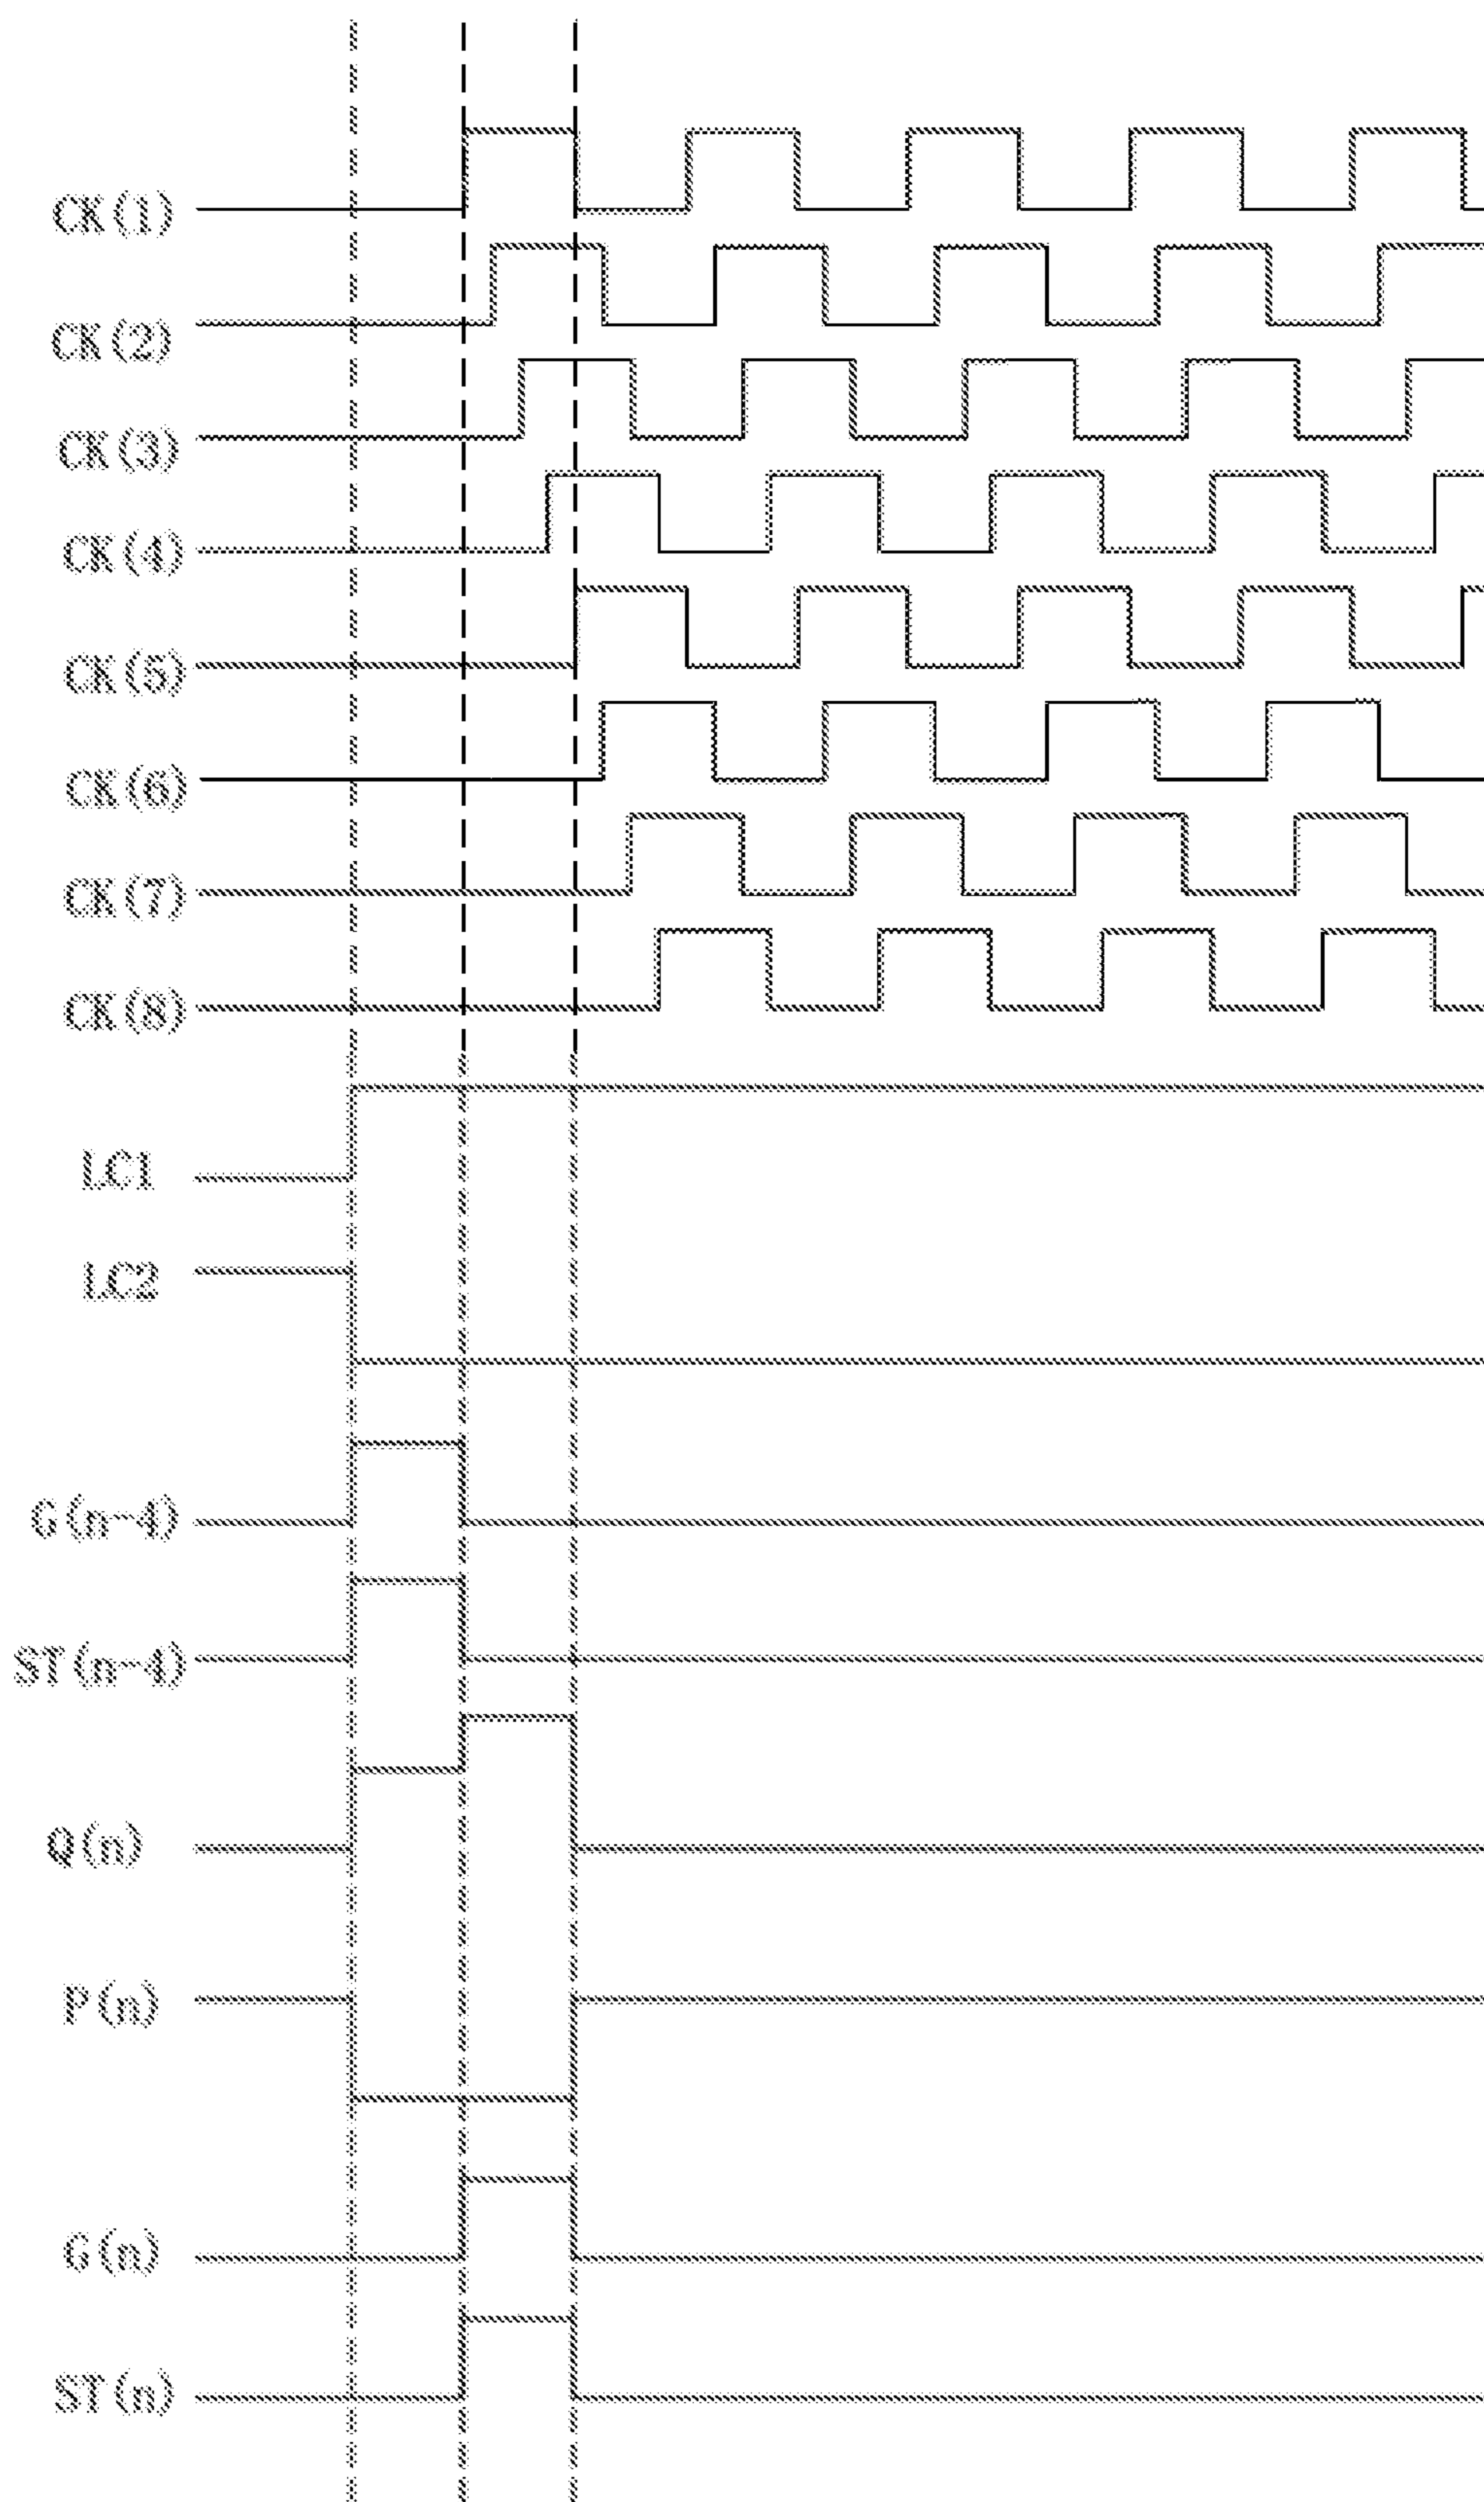 CK(1)
CK(2)
CK(3)
CK(4)
CK(5)
CK(6)
CK(7)
CK(8)
LC1
LC2
G(n-4)
ST(n-4)
Q(n)
P(n)
G(n)
ST(n)